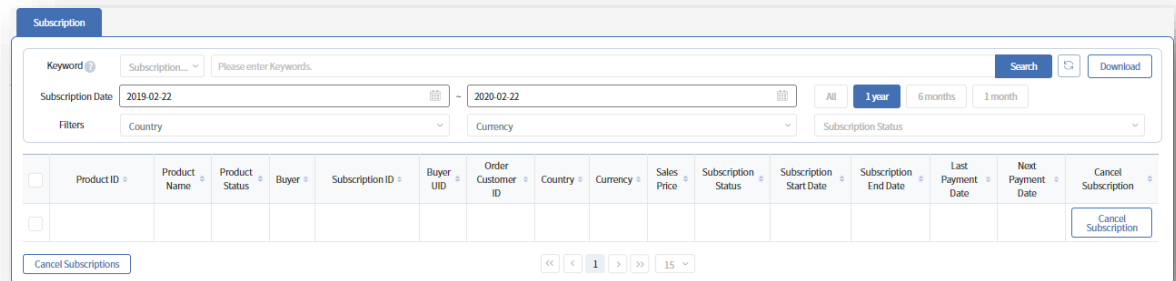 Subscription
Keyword ? Subscription... Please enter Keywords. Search Download
Subscription Date 2019-02-22 ~ 2020-02-22 All 1 year 6 months 1 month
Filters Country Currency Subscription Status
Product ID Product Name Product Status Buyer Subscription ID Buyer UID Order Customer ID Country Currency Sales Price Subscription Status Subscription Start Date Subscription End Date Last Payment Date Next Payment Date Cancel Subscription
Cancel Subscription
Cancel Subscriptions << < 1 > >> 15